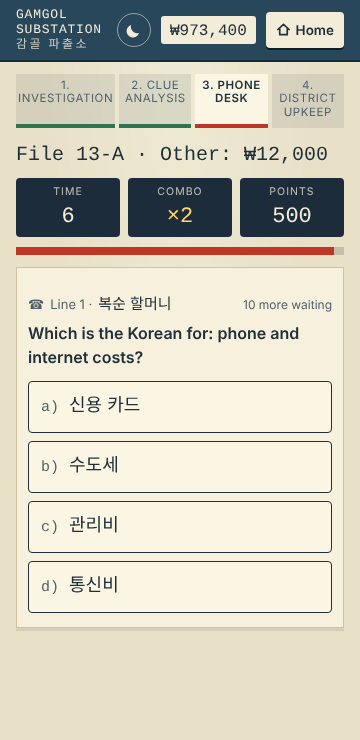 GAMGOL
SUBSTATION
감골 파출소
₩973,400
Home
1.
INVESTIGATION
2. CLUE
ANALYSIS
3. PHONE
DESK
4.
DISTRICT
UPKEEP
File 13-A · Other: ₩12,000
TIME
6
COMBO
×2
POINTS
500
☎ Line 1 · 복순 할머니
10 more waiting
Which is the Korean for: phone and
internet costs?
a) 신용 카드
b) 수도세
c) 관리비
d) 통신비